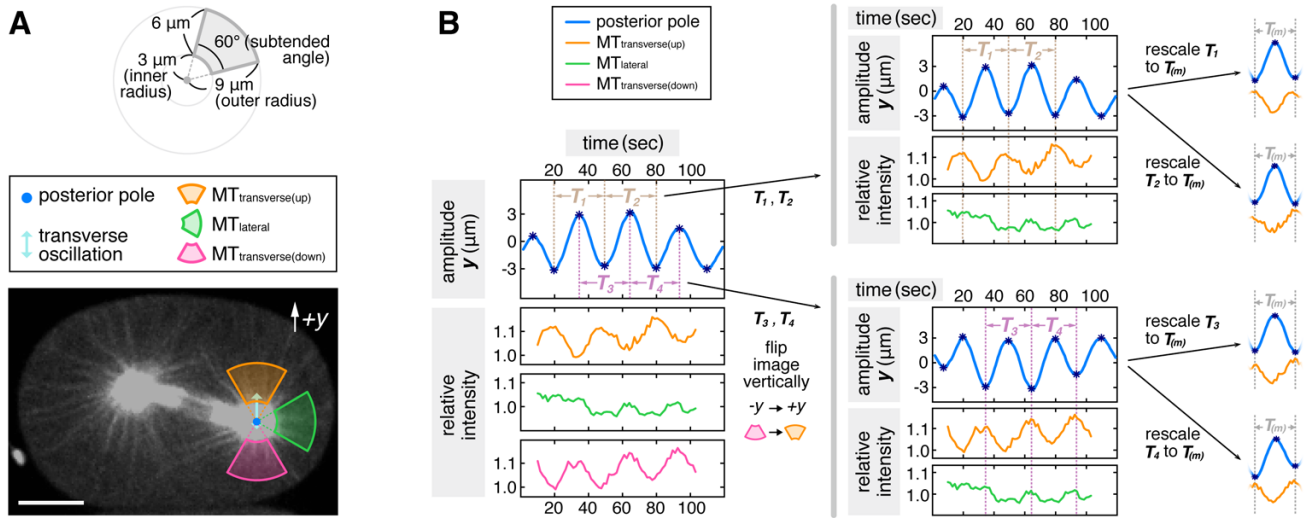 A
6 µm
60° (subtended
angle)
3 µm
(inner
radius)
9 µm (outer radius)
posterior pole
transverse
oscillation
MTtransverse(up)
MTlateral
MTtransverse(down)
+y
B
posterior pole
MTtransverse(up)
MTlateral
MTtransverse(down)
time (sec)
20 40 60 80 100
amplitude
y (µm)
3
0
-3
T1 T2
T3 T4
relative
intensity
1.1
1.0
1.0
1.1
1.0
20 40 60 80 100
T1 , T2
T3 , T4
flip
image
vertically
-y → +y
time (sec)
20 40 60 80 100
amplitude
y (µm)
3
0
-3
T1 T2
relative
intensity
1.1
1.0
1.0
rescale T1
to T(m)
rescale
T2 to T(m)
T(m)
T(m)
time (sec)
20 40 60 80 100
amplitude
y (µm)
3
0
-3
T3 T4
relative
intensity
1.1
1.0
1.0
rescale T3
to T(m)
rescale
T4 to T(m)
T(m)
T(m)